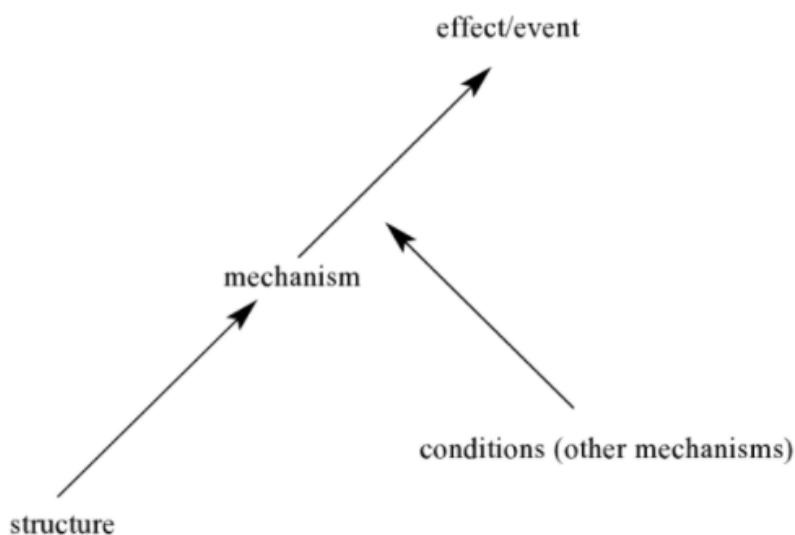 effect/event
mechanism
conditions (other mechanisms)
structure